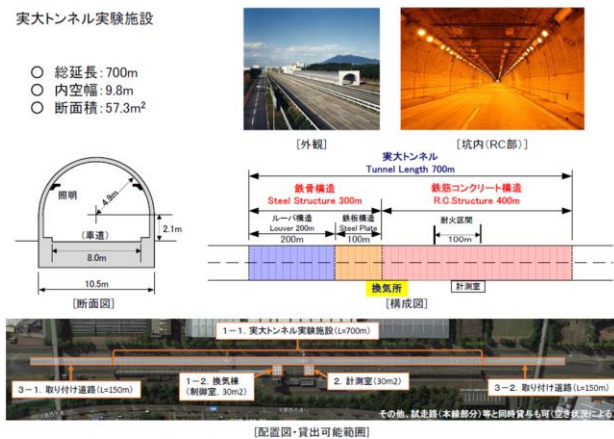 実大トンネル実験施設
○ 総延長:700m
○ 内空幅:9.8m
○ 断面積:57.3m²
[外観]
[坑内(RC部)]
照明
4.9m
(車道)
2.1m
8.0m
10.5m
[断面図]
実大トンネル
Tunnel Length 700m
鉄骨構造
Steel Structure 300m
鉄筋コンクリート構造
R.C.Structure 400m
ルーバ構造
Louver 200m
鉄板構造
Steel Plate
耐火区間
200m
100m
100m
換気所
計測室
[構成図]
1-1. 実大トンネル実験施設(L=700m)
3-1. 取り付け道路(L=150m)
1-2. 換気棟
(制御室, 30m2)
2. 計測室(30m2)
3-2. 取り付け道路(L=150m)
その他、試走路(本線部分)等と同時貸与も可(空き状況による)
[配置図・貸出可能範囲]